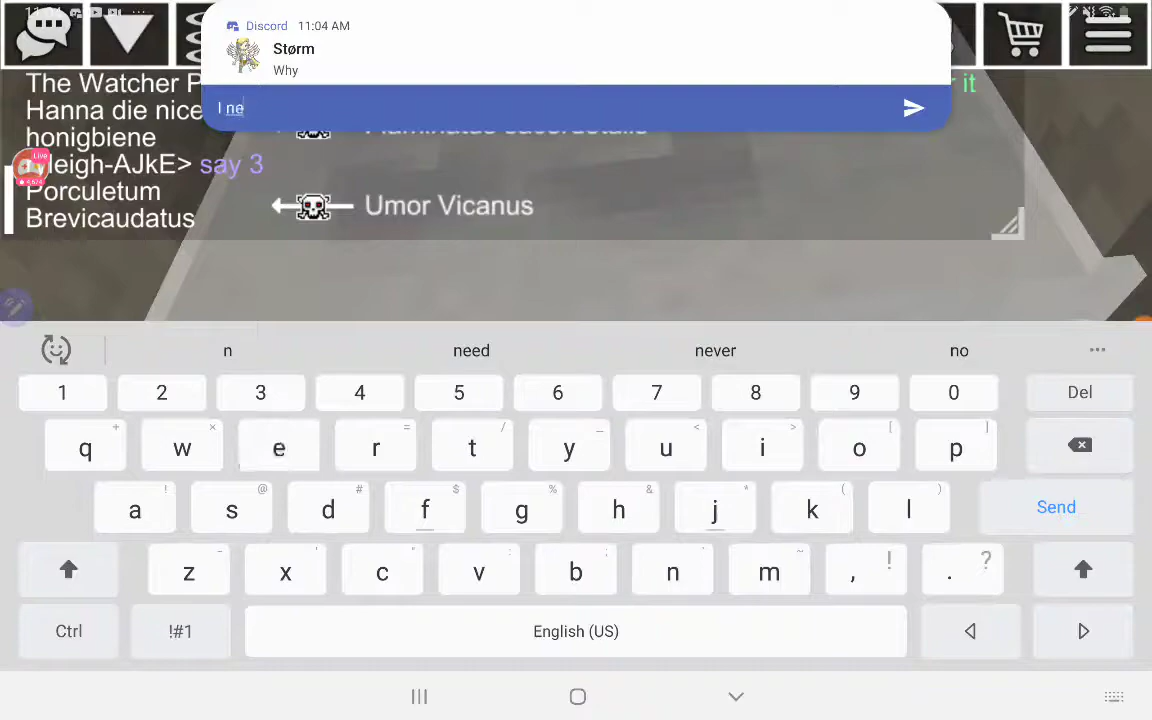 Discord 11:04 AM
Størm
Why
I ne
The Watcher P
r it
Hanna die nice
honigbiene
leigh-AJkE> say 3
Porculetum
Brevicaudatus
Umor Vicanus
Live
n need never no ...
1 2 3 4 5 6 7 8 9 0 Del
q w e r t y u i o p
a s d f g h j k l Send
z x c v b n m , ! . ?
Ctrl !#1 English (US)